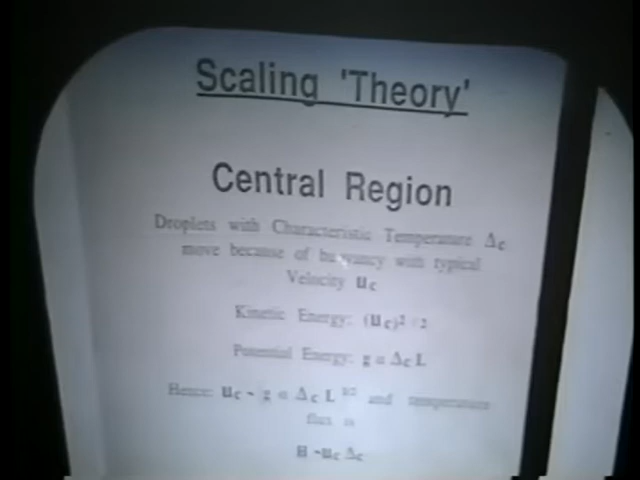 Scaling 'Theory'
Central Region
Droplets with Characteristic Temperature Δc
move because of buoyancy with typical
Velocity uc
Kinetic Energy: (uc)² / 2
Potential Energy: g α Δc L
Hence: uc ~ g α Δc L ¹/² and temperature
flux is
H ~uc Δc